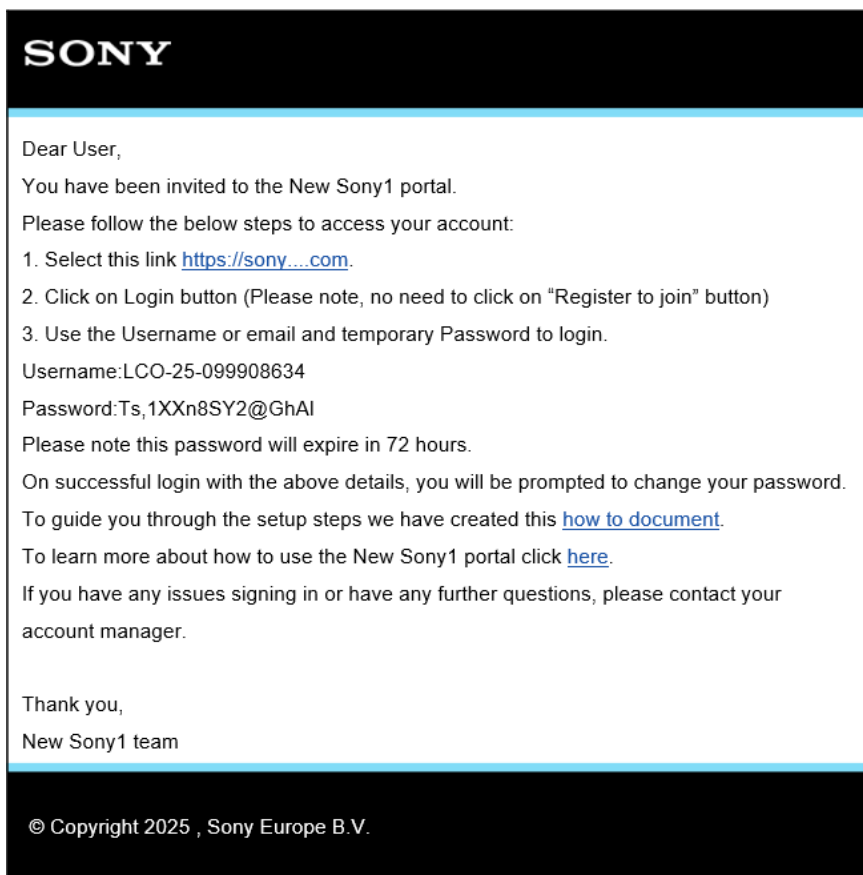 SONY
Dear User,
You have been invited to the New Sony1 portal.
Please follow the below steps to access your account:
1. Select this link https://sony....com.
2. Click on Login button (Please note, no need to click on “Register to join” button)
3. Use the Username or email and temporary Password to login.
Username:LCO-25-099908634
Password:Ts,1XXn8SY2@GhAI
Please note this password will expire in 72 hours.
On successful login with the above details, you will be prompted to change your password.
To guide you through the setup steps we have created this how to document.
To learn more about how to use the New Sony1 portal click here.
If you have any issues signing in or have any further questions, please contact your
account manager.
Thank you,
New Sony1 team
© Copyright 2025 , Sony Europe B.V.